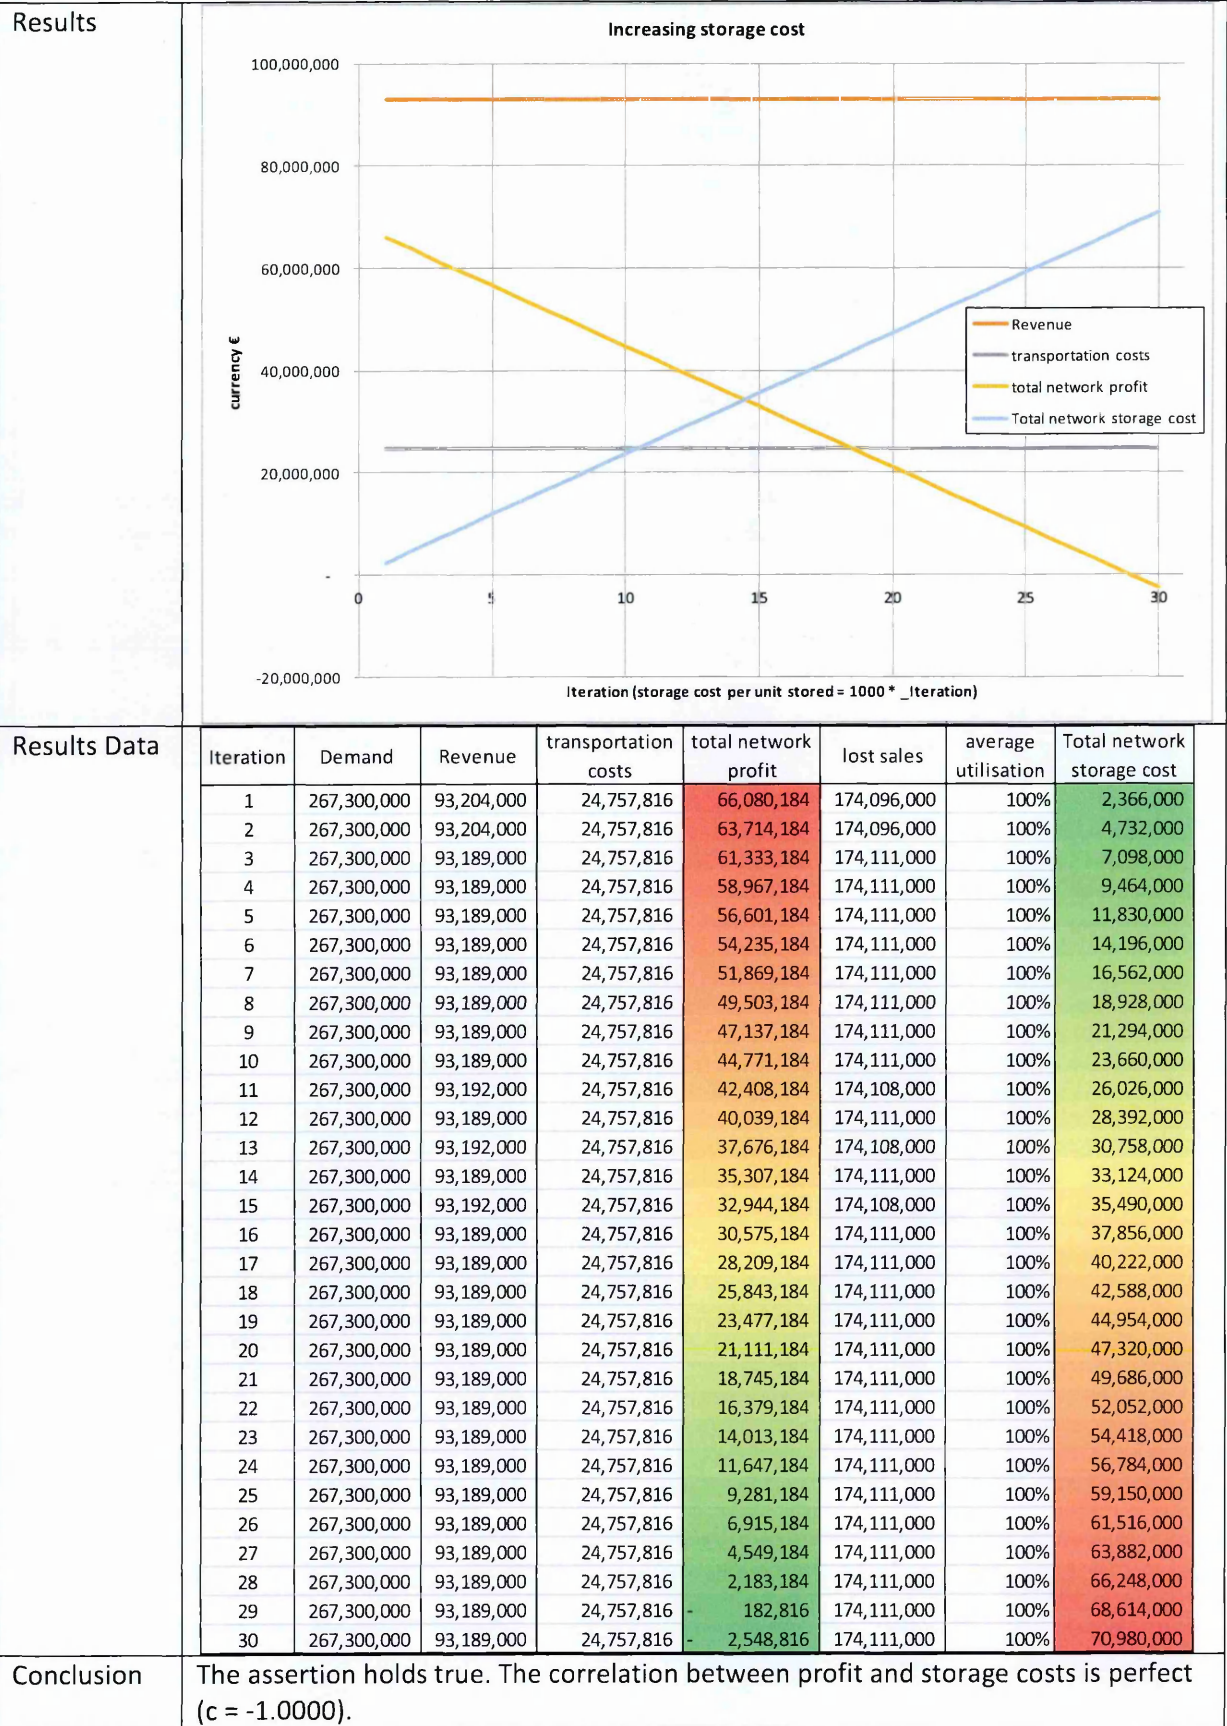 Results
Increasing storage cost
100,000,000
80,000,000
60,000,000
40,000,000
20,000,000
-
-20,000,000
currency €
0 5 10 15 20 25 30
Iteration (storage cost per unit stored = 1000 * _Iteration)
Revenue
transportation costs
total network profit
Total network storage cost
Results Data
Iteration Demand Revenue transportation costs total network profit lost sales average utilisation Total network storage cost
1 267,300,000 93,204,000 24,757,816 66,080,184 174,096,000 100% 2,366,000
2 267,300,000 93,204,000 24,757,816 63,714,184 174,096,000 100% 4,732,000
3 267,300,000 93,189,000 24,757,816 61,333,184 174,111,000 100% 7,098,000
4 267,300,000 93,189,000 24,757,816 58,967,184 174,111,000 100% 9,464,000
5 267,300,000 93,189,000 24,757,816 56,601,184 174,111,000 100% 11,830,000
6 267,300,000 93,189,000 24,757,816 54,235,184 174,111,000 100% 14,196,000
7 267,300,000 93,189,000 24,757,816 51,869,184 174,111,000 100% 16,562,000
8 267,300,000 93,189,000 24,757,816 49,503,184 174,111,000 100% 18,928,000
9 267,300,000 93,189,000 24,757,816 47,137,184 174,111,000 100% 21,294,000
10 267,300,000 93,189,000 24,757,816 44,771,184 174,111,000 100% 23,660,000
11 267,300,000 93,192,000 24,757,816 42,408,184 174,108,000 100% 26,026,000
12 267,300,000 93,189,000 24,757,816 40,039,184 174,111,000 100% 28,392,000
13 267,300,000 93,192,000 24,757,816 37,676,184 174,108,000 100% 30,758,000
14 267,300,000 93,189,000 24,757,816 35,307,184 174,111,000 100% 33,124,000
15 267,300,000 93,192,000 24,757,816 32,944,184 174,108,000 100% 35,490,000
16 267,300,000 93,189,000 24,757,816 30,575,184 174,111,000 100% 37,856,000
17 267,300,000 93,189,000 24,757,816 28,209,184 174,111,000 100% 40,222,000
18 267,300,000 93,189,000 24,757,816 25,843,184 174,111,000 100% 42,588,000
19 267,300,000 93,189,000 24,757,816 23,477,184 174,111,000 100% 44,954,000
20 267,300,000 93,189,000 24,757,816 21,111,184 174,111,000 100% 47,320,000
21 267,300,000 93,189,000 24,757,816 18,745,184 174,111,000 100% 49,686,000
22 267,300,000 93,189,000 24,757,816 16,379,184 174,111,000 100% 52,052,000
23 267,300,000 93,189,000 24,757,816 14,013,184 174,111,000 100% 54,418,000
24 267,300,000 93,189,000 24,757,816 11,647,184 174,111,000 100% 56,784,000
25 267,300,000 93,189,000 24,757,816 9,281,184 174,111,000 100% 59,150,000
26 267,300,000 93,189,000 24,757,816 6,915,184 174,111,000 100% 61,516,000
27 267,300,000 93,189,000 24,757,816 4,549,184 174,111,000 100% 63,882,000
28 267,300,000 93,189,000 24,757,816 2,183,184 174,111,000 100% 66,248,000
29 267,300,000 93,189,000 24,757,816 - 182,816 174,111,000 100% 68,614,000
30 267,300,000 93,189,000 24,757,816 - 2,548,816 174,111,000 100% 70,980,000
Conclusion
The assertion holds true. The correlation between profit and storage costs is perfect
(c = -1.0000).